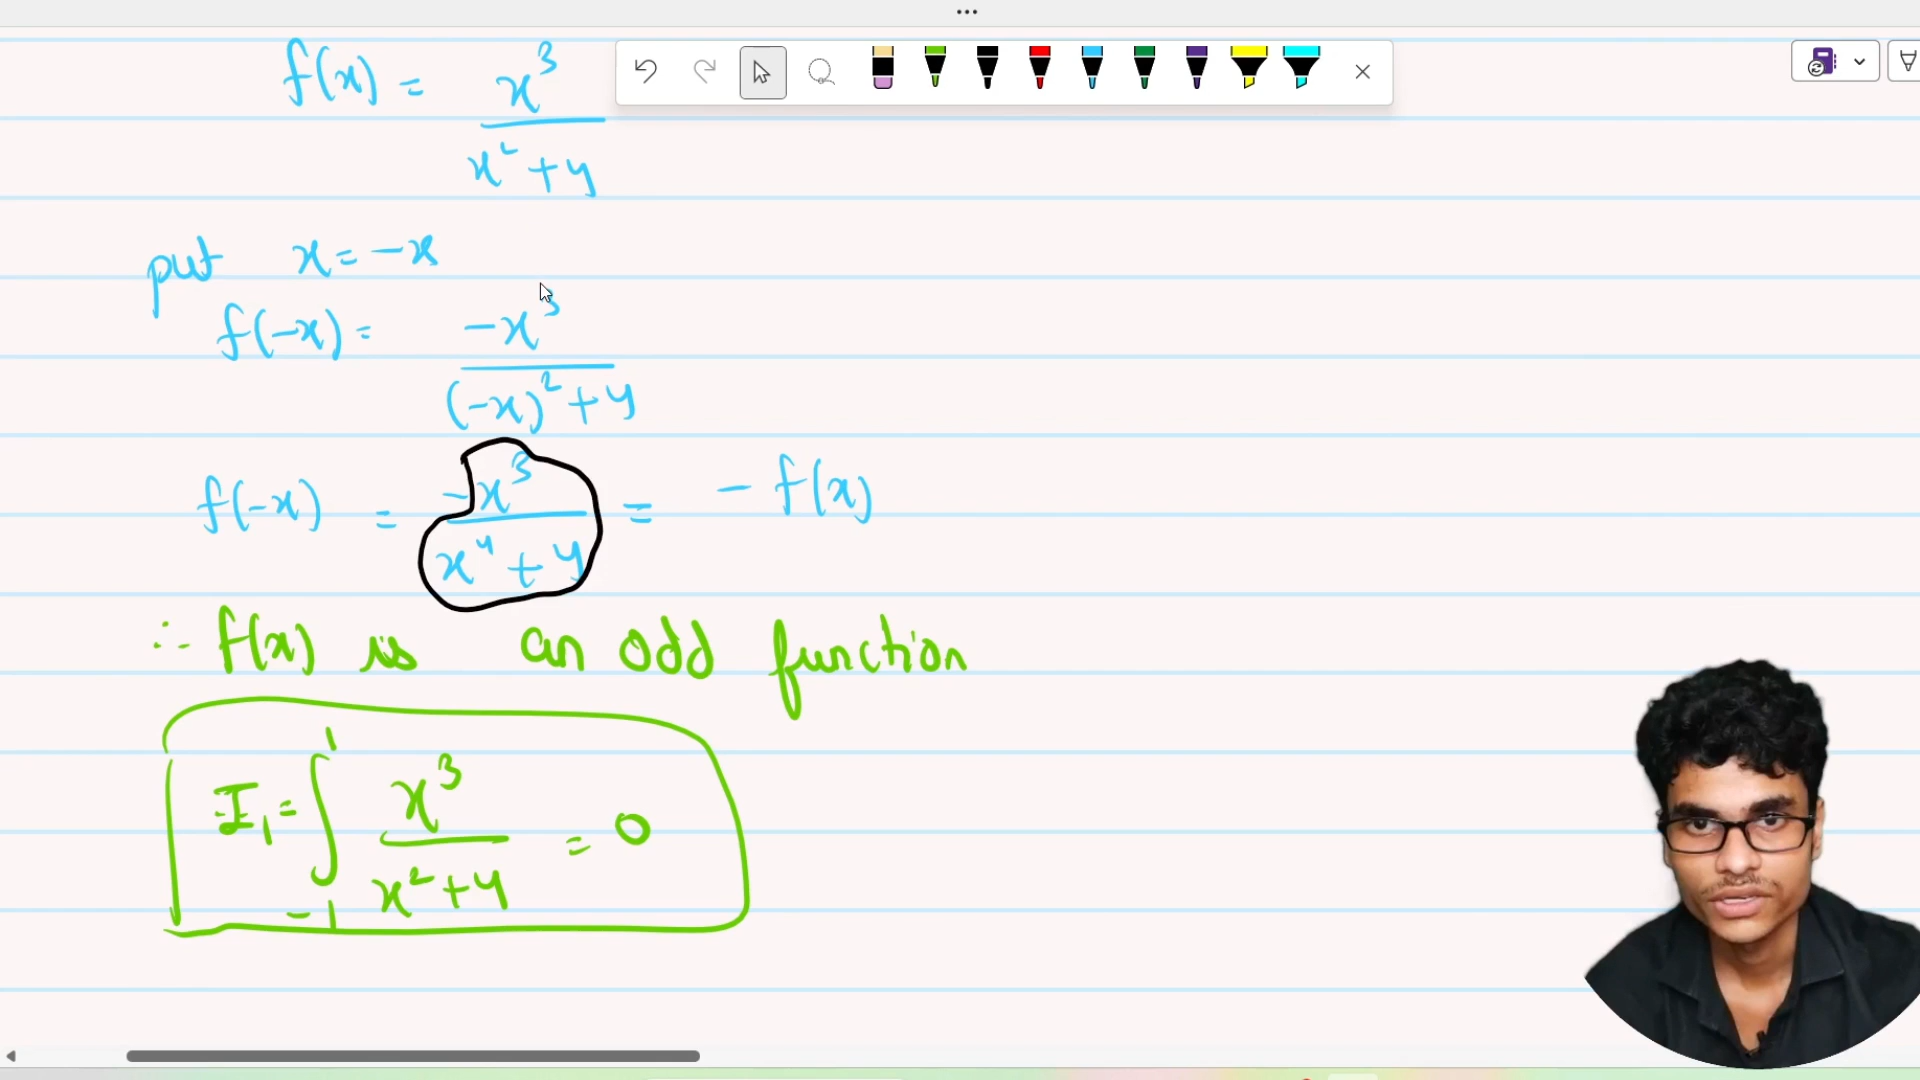 f(x) = x³ / x² + 4
put x = -x
f(-x) = -x³ / (-x)² + 4
f(-x) = -x³ / x⁴ + 4 = - f(x)
∴ f(x) is an odd function
I₁ = ∫₋₁¹ x³ / x² + 4 = 0